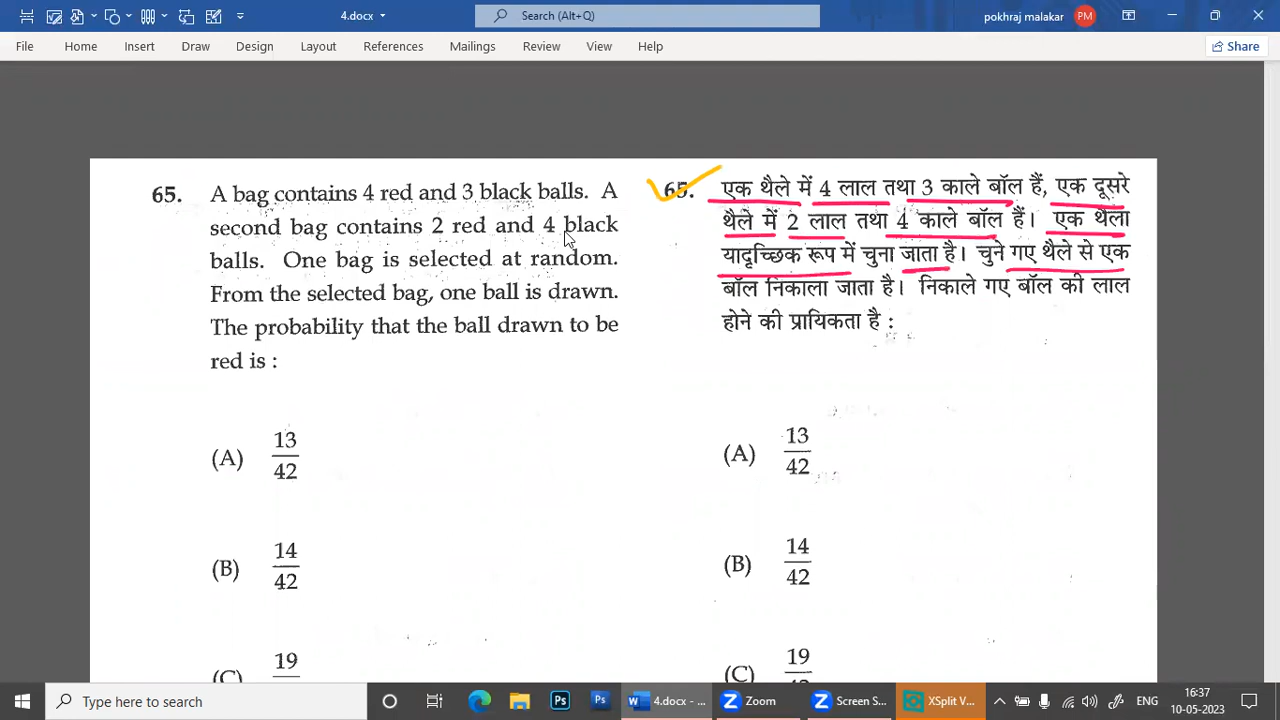 4.docx
Search (Alt+Q)
pokhraj malakar PM
File Home Insert Draw Design Layout References Mailings Review View Help
Share
65. A bag contains 4 red and 3 black balls. A
second bag contains 2 red and 4 black
balls. One bag is selected at random.
From the selected bag, one ball is drawn.
The probability that the ball drawn to be
red is :
(A) 13
42
(B) 14
42
(C) 19
65. एक थैले में 4 लाल तथा 3 काले बॉल हैं, एक दूसरे
थैले में 2 लाल तथा 4 काले बॉल हैं। एक थैला
यादृच्छिक रूप में चुना जाता है। चुने गए थैले से एक
बॉल निकाला जाता है। निकाले गए बॉल की लाल
होने की प्रायिकता है :
(A) 13
42
(B) 14
42
(C) 19
42
Type here to search
Ps
Ps
4.docx - ...
Zoom
Screen S...
XSplit V...
ENG
16:37
10-05-2023